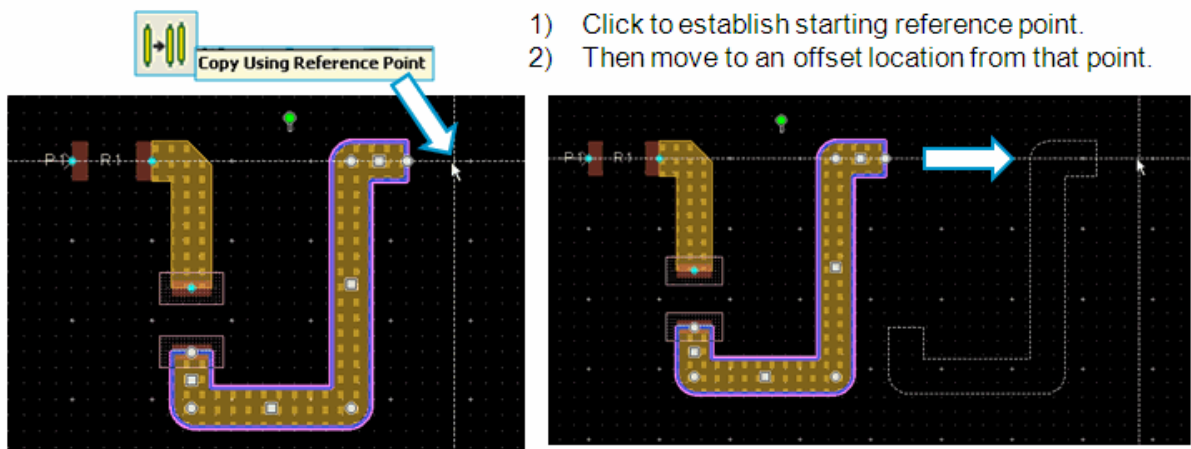 1) Click to establish starting reference point.
2) Then move to an offset location from that point.
Copy Using Reference Point
P1 R1
P1 R1